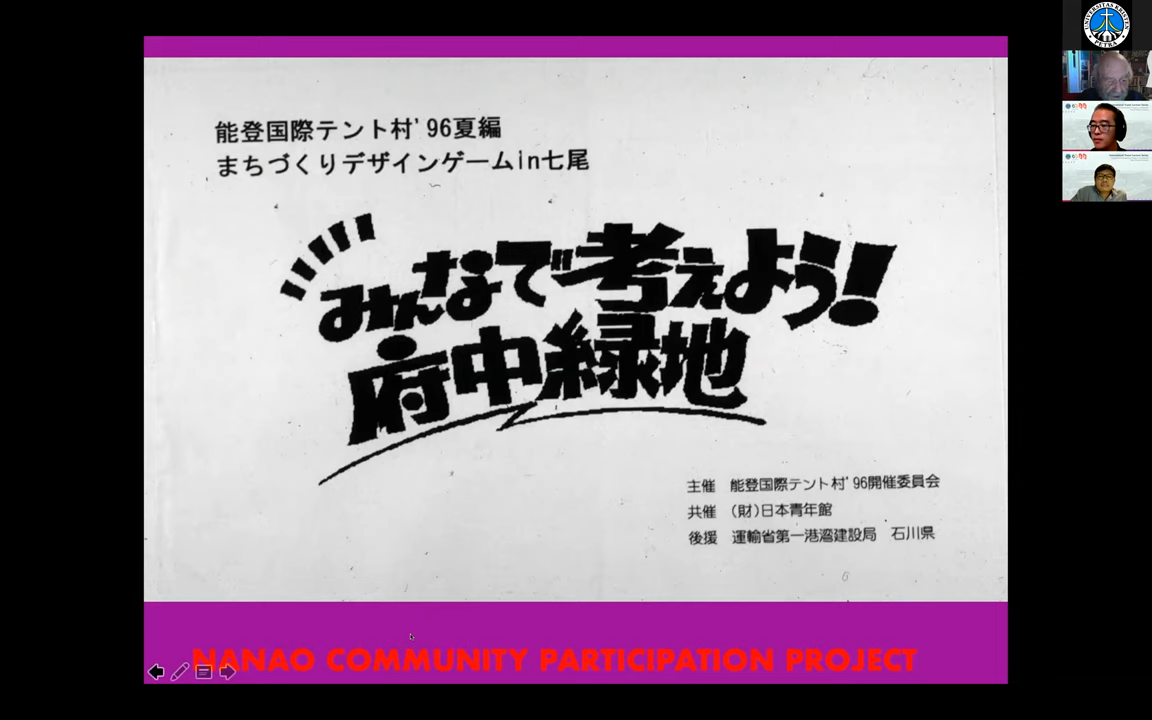 能登国際テント村'96夏編
まちづくりデザインゲームin七尾
みんなで考えよう!
府中緑地
主催 能登国際テント村'96開催委員会
共催 (財)日本青年館
後援 運輸省第一港湾建設局 石川県
6
NANAO COMMUNITY PARTICIPATION PROJECT
UNIVERSITAS KRISTEN
PETRA